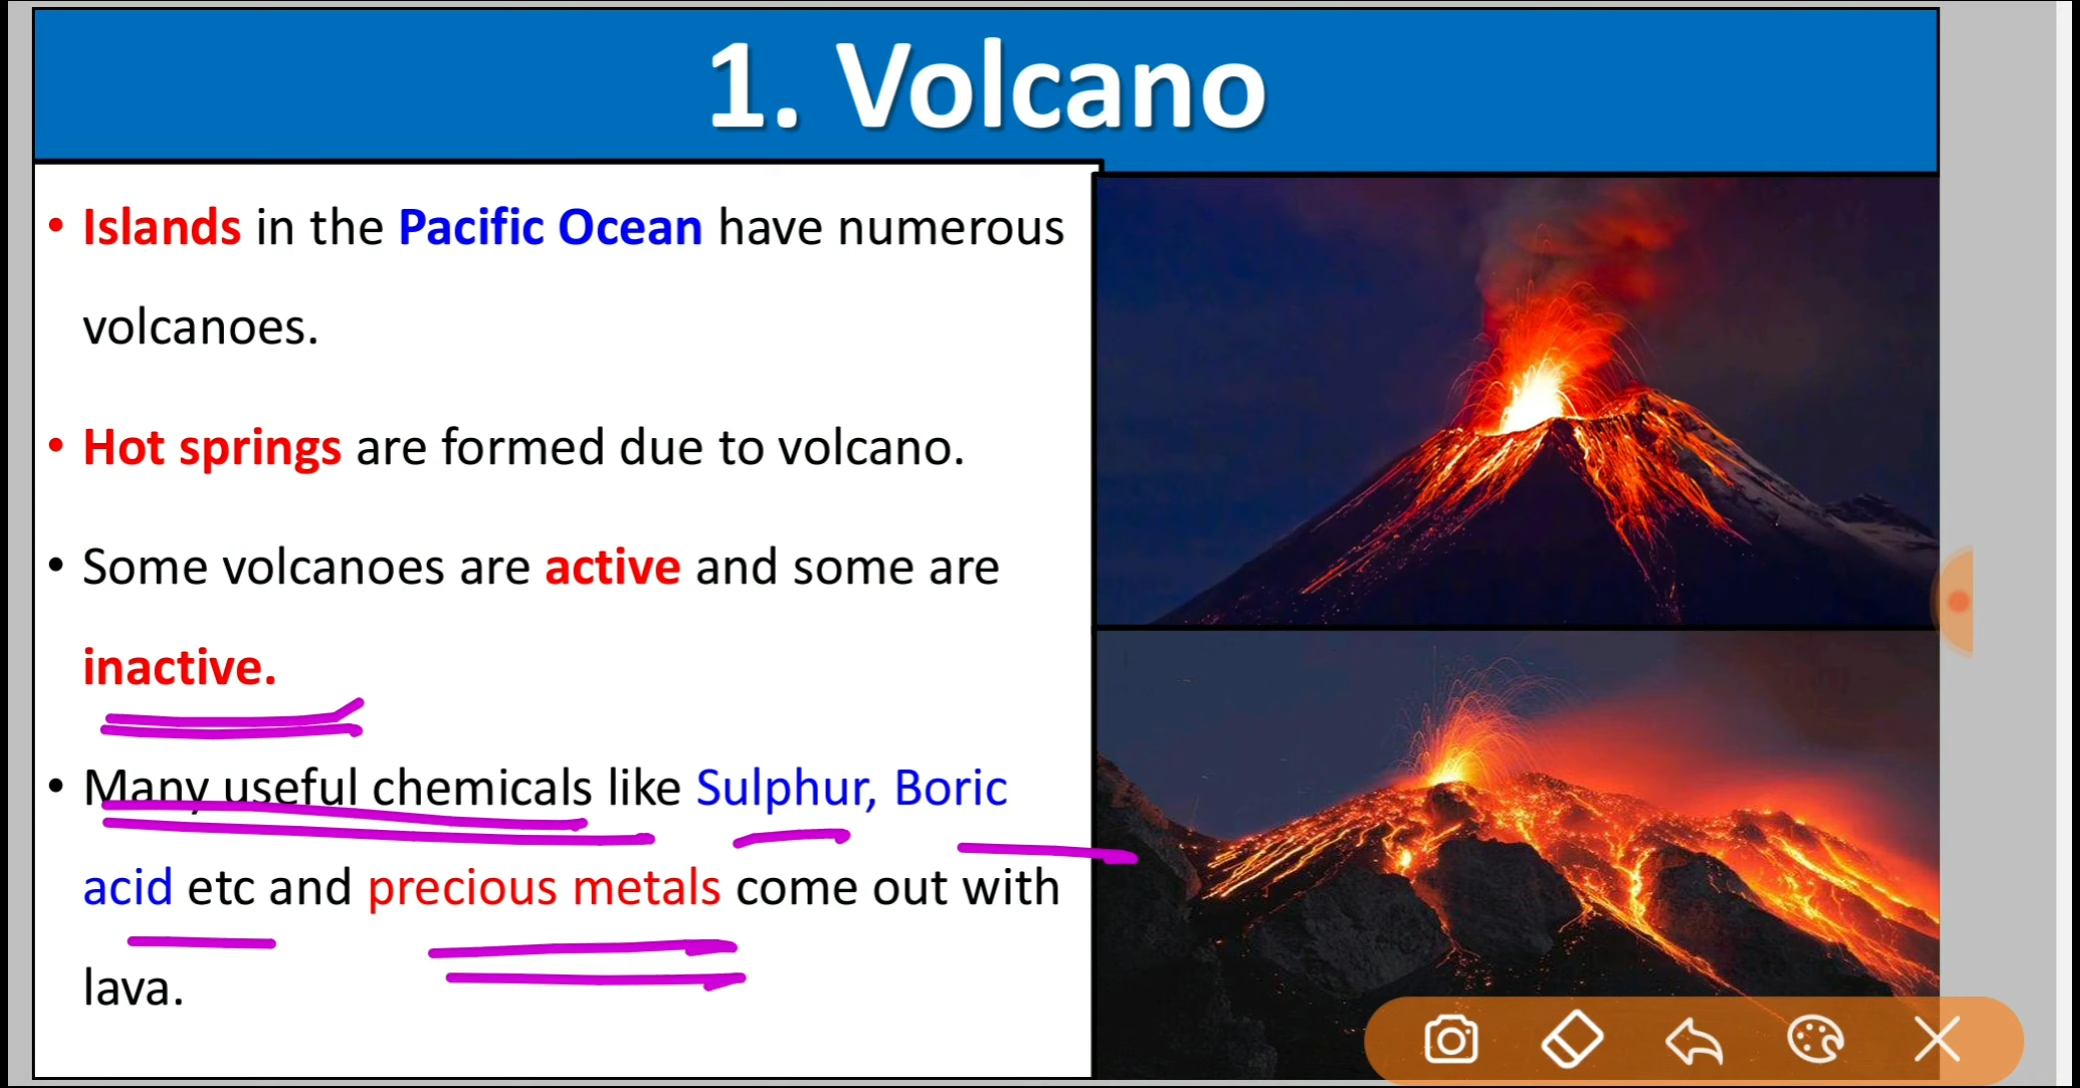 1. Volcano
• Islands in the Pacific Ocean have numerous
volcanoes.
• Hot springs are formed due to volcano.
• Some volcanoes are active and some are
inactive.
• Many useful chemicals like Sulphur, Boric
acid etc and precious metals come out with
lava.